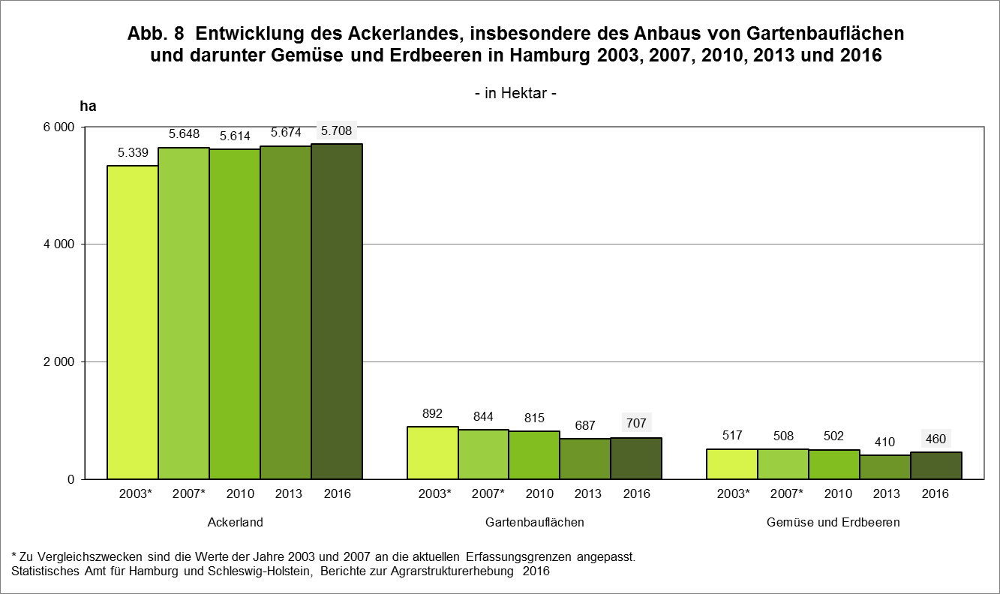 Abb. 8 Entwicklung des Ackerlandes, insbesondere des Anbaus von Gartenbauflächen
und darunter Gemüse und Erdbeeren in Hamburg 2003, 2007, 2010, 2013 und 2016
- in Hektar -
ha
6 000
4 000
2 000
0
5.339
5.648
5.614
5.674
5.708
892
844
815
687
707
517
508
502
410
460
2003* 2007* 2010 2013 2016 2003* 2007* 2010 2013 2016 2003* 2007* 2010 2013 2016
Ackerland Gartenbauflächen Gemüse und Erdbeeren
* Zu Vergleichszwecken sind die Werte der Jahre 2003 und 2007 an die aktuellen Erfassungsgrenzen angepasst.
Statistisches Amt für Hamburg und Schleswig-Holstein, Berichte zur Agrarstrukturerhebung 2016